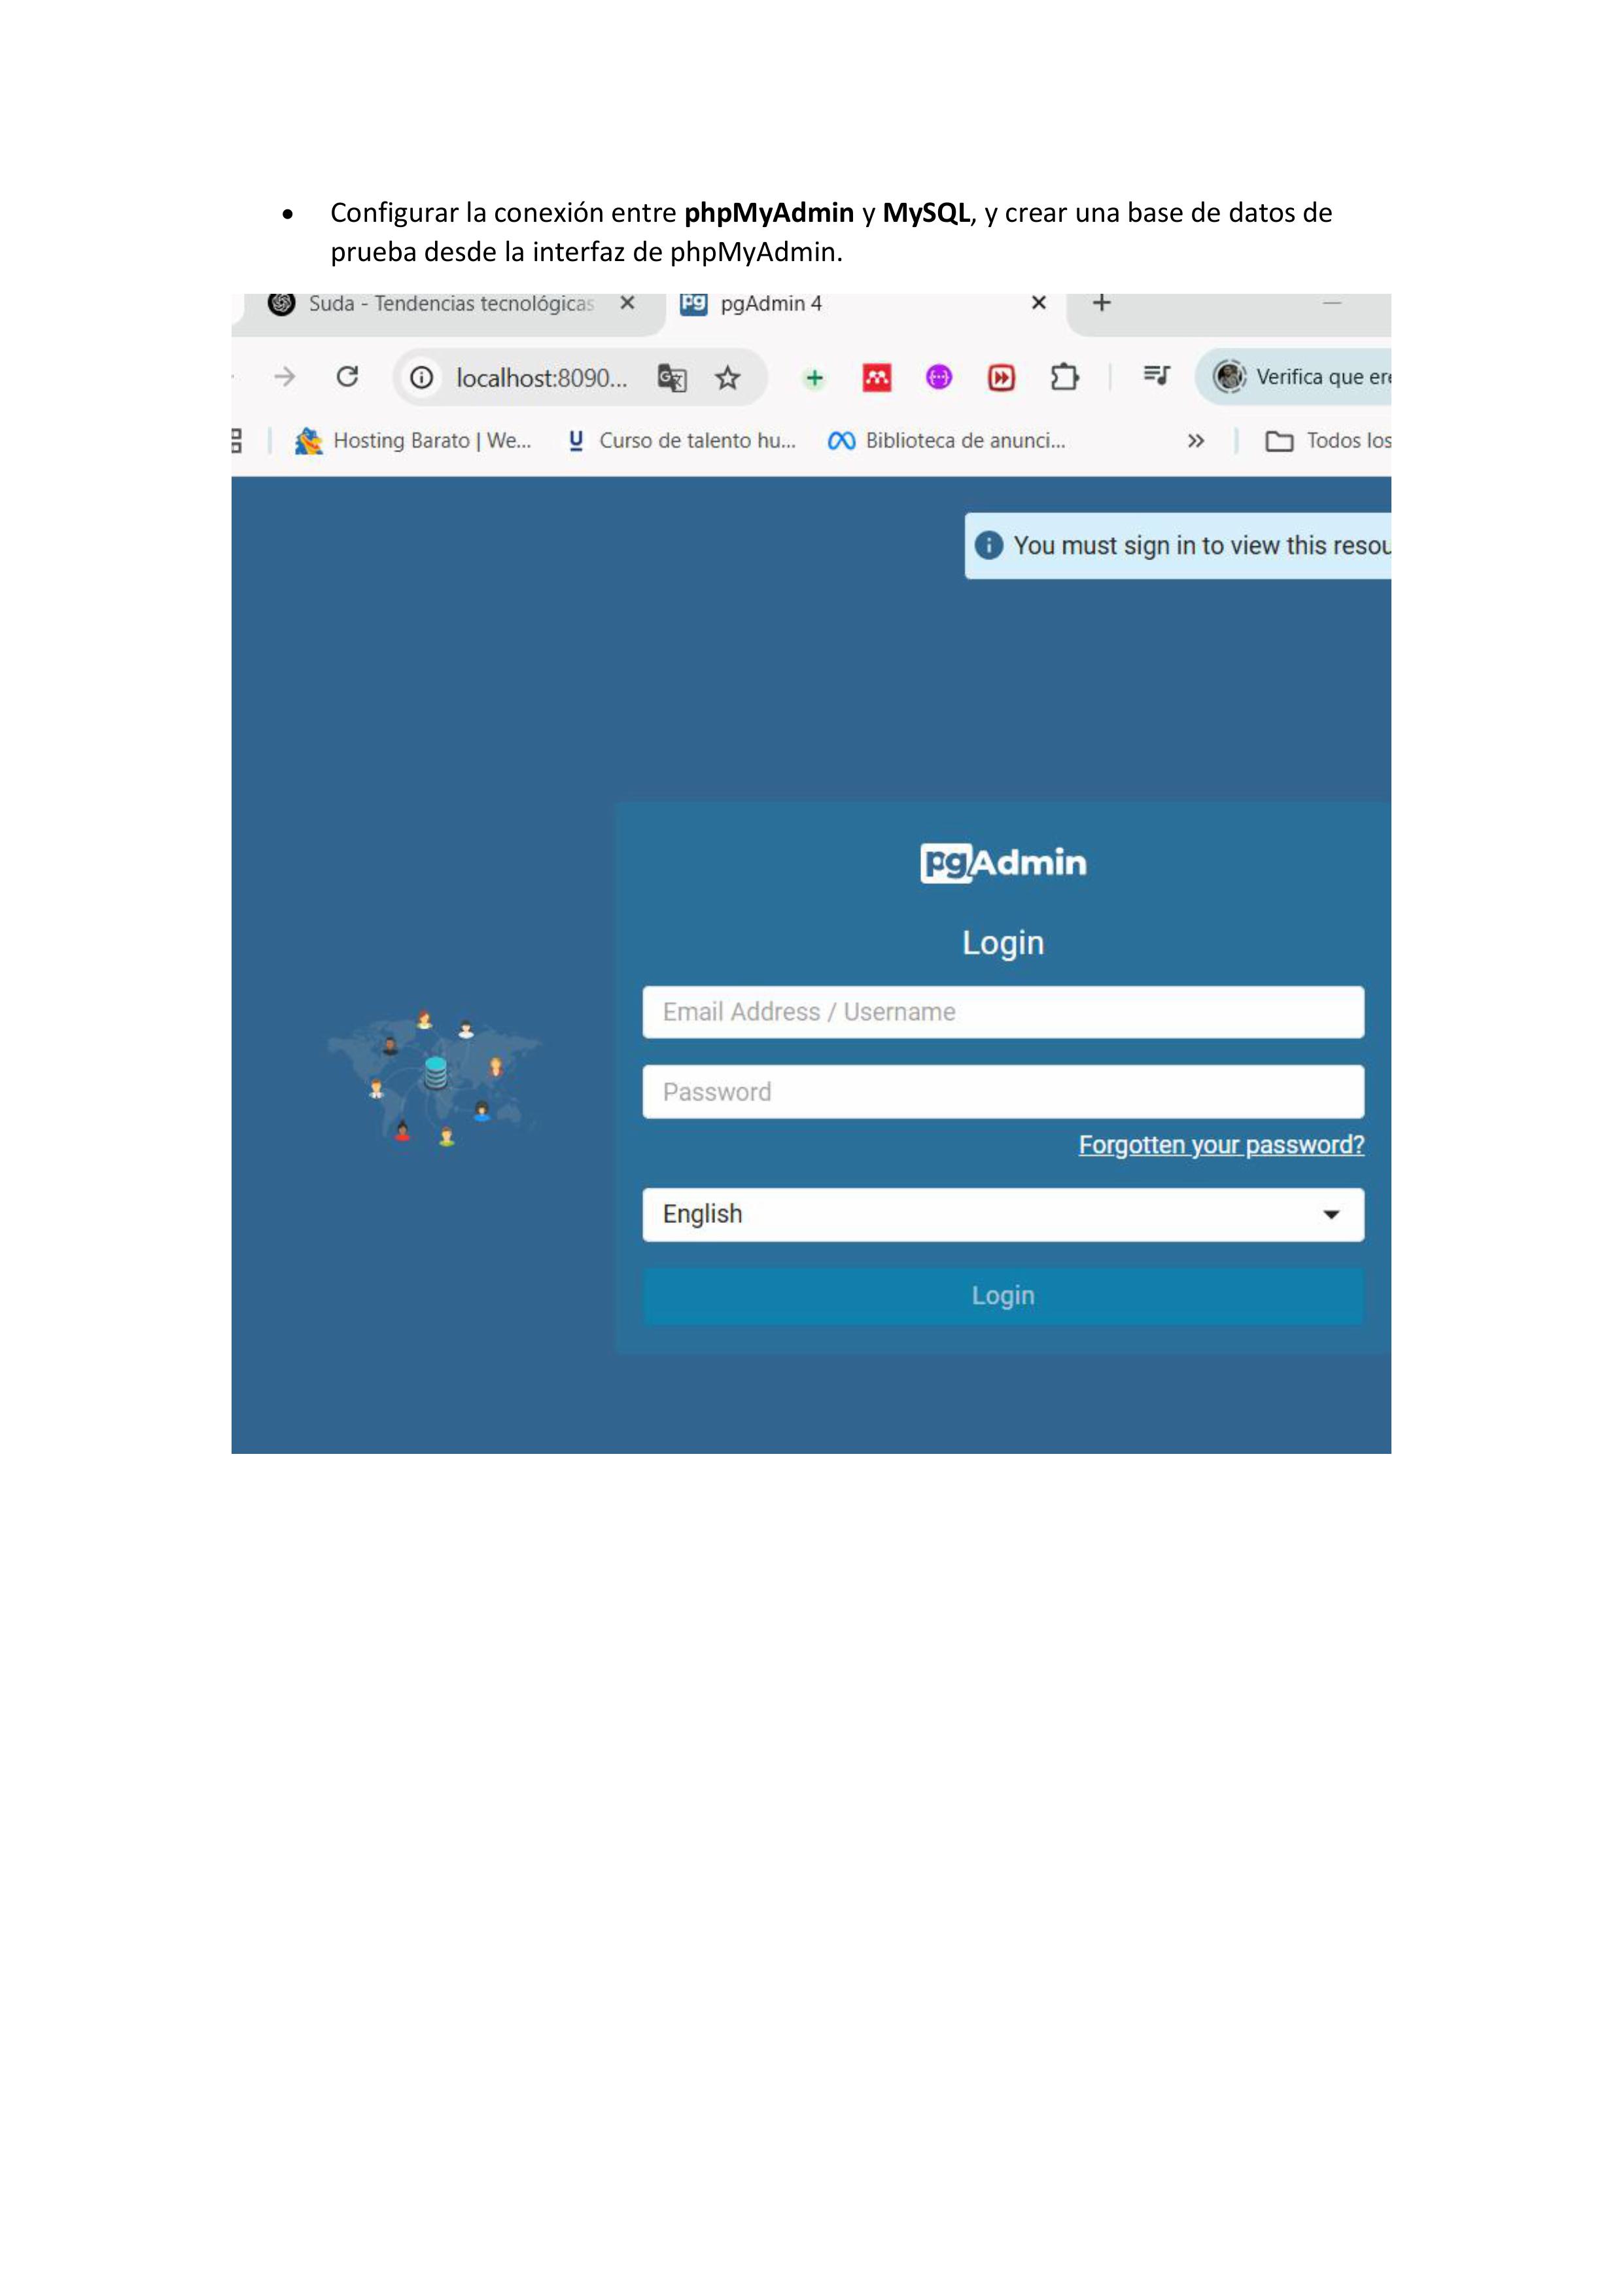 • Configurar la conexión entre phpMyAdmin y MySQL, y crear una base de datos de
prueba desde la interfaz de phpMyAdmin.
Suda - Tendencias tecnológicas
pgAdmin 4
localhost:8090...
Verifica que ere
Hosting Barato | We...
Curso de talento hu...
Biblioteca de anunci...
Todos los
You must sign in to view this resou
pgAdmin
Login
Email Address / Username
Password
Forgotten your password?
English
Login